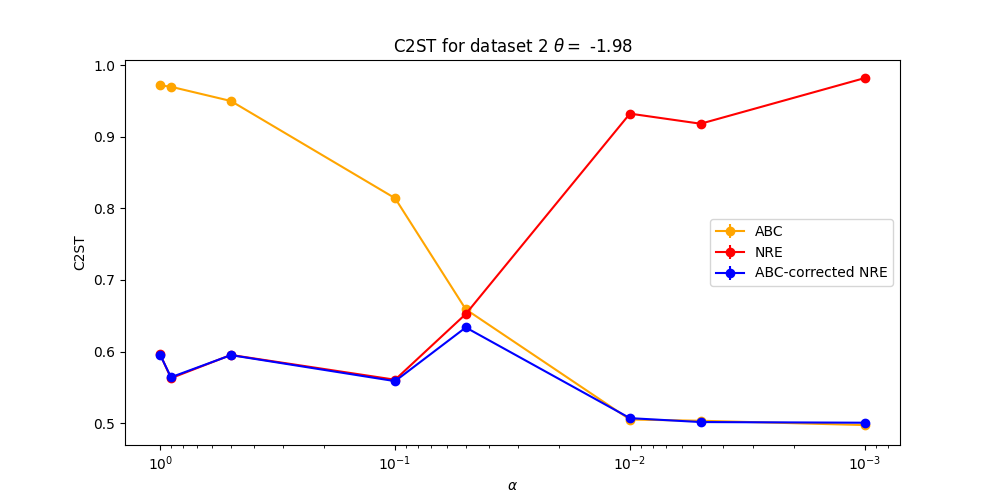 C2ST for dataset 2 θ = -1.98
1.0
0.9
0.8
0.7
0.6
0.5
C2ST
ABC
NRE
ABC-corrected NRE
10⁰ 10⁻¹ 10⁻² 10⁻³
α